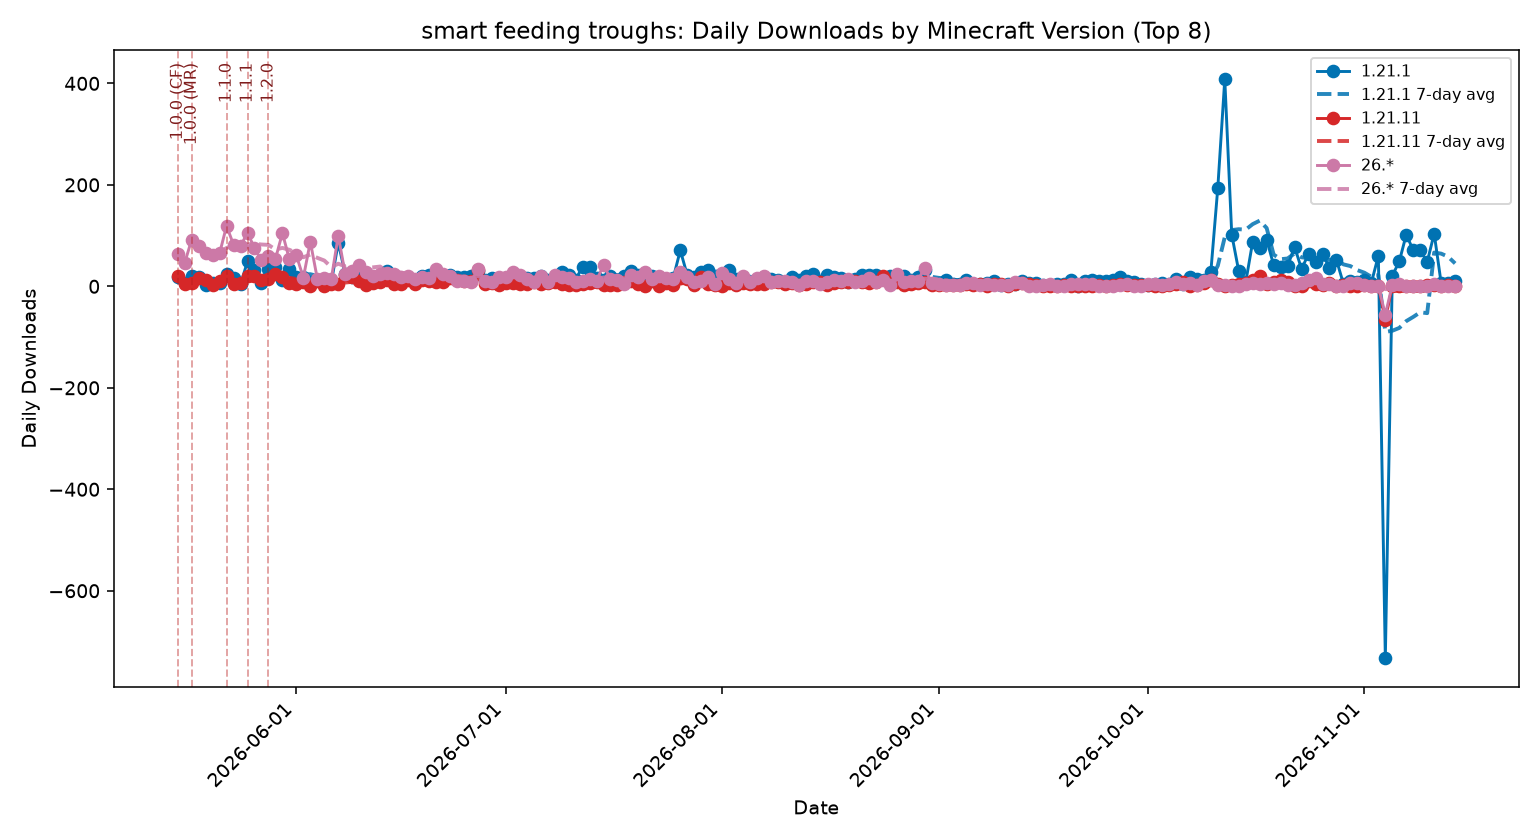 smart feeding troughs: Daily Downloads by Minecraft Version (Top 8)
1.0.0 (CF)
1.0.0 (MR)
1.1.0
1.1.1
1.2.0
1.21.1
1.21.1 7-day avg
1.21.11
1.21.11 7-day avg
26.*
26.* 7-day avg
Daily Downloads
400
200
0
−200
−400
−600
2026-06-01
2026-07-01
2026-08-01
2026-09-01
2026-10-01
2026-11-01
Date